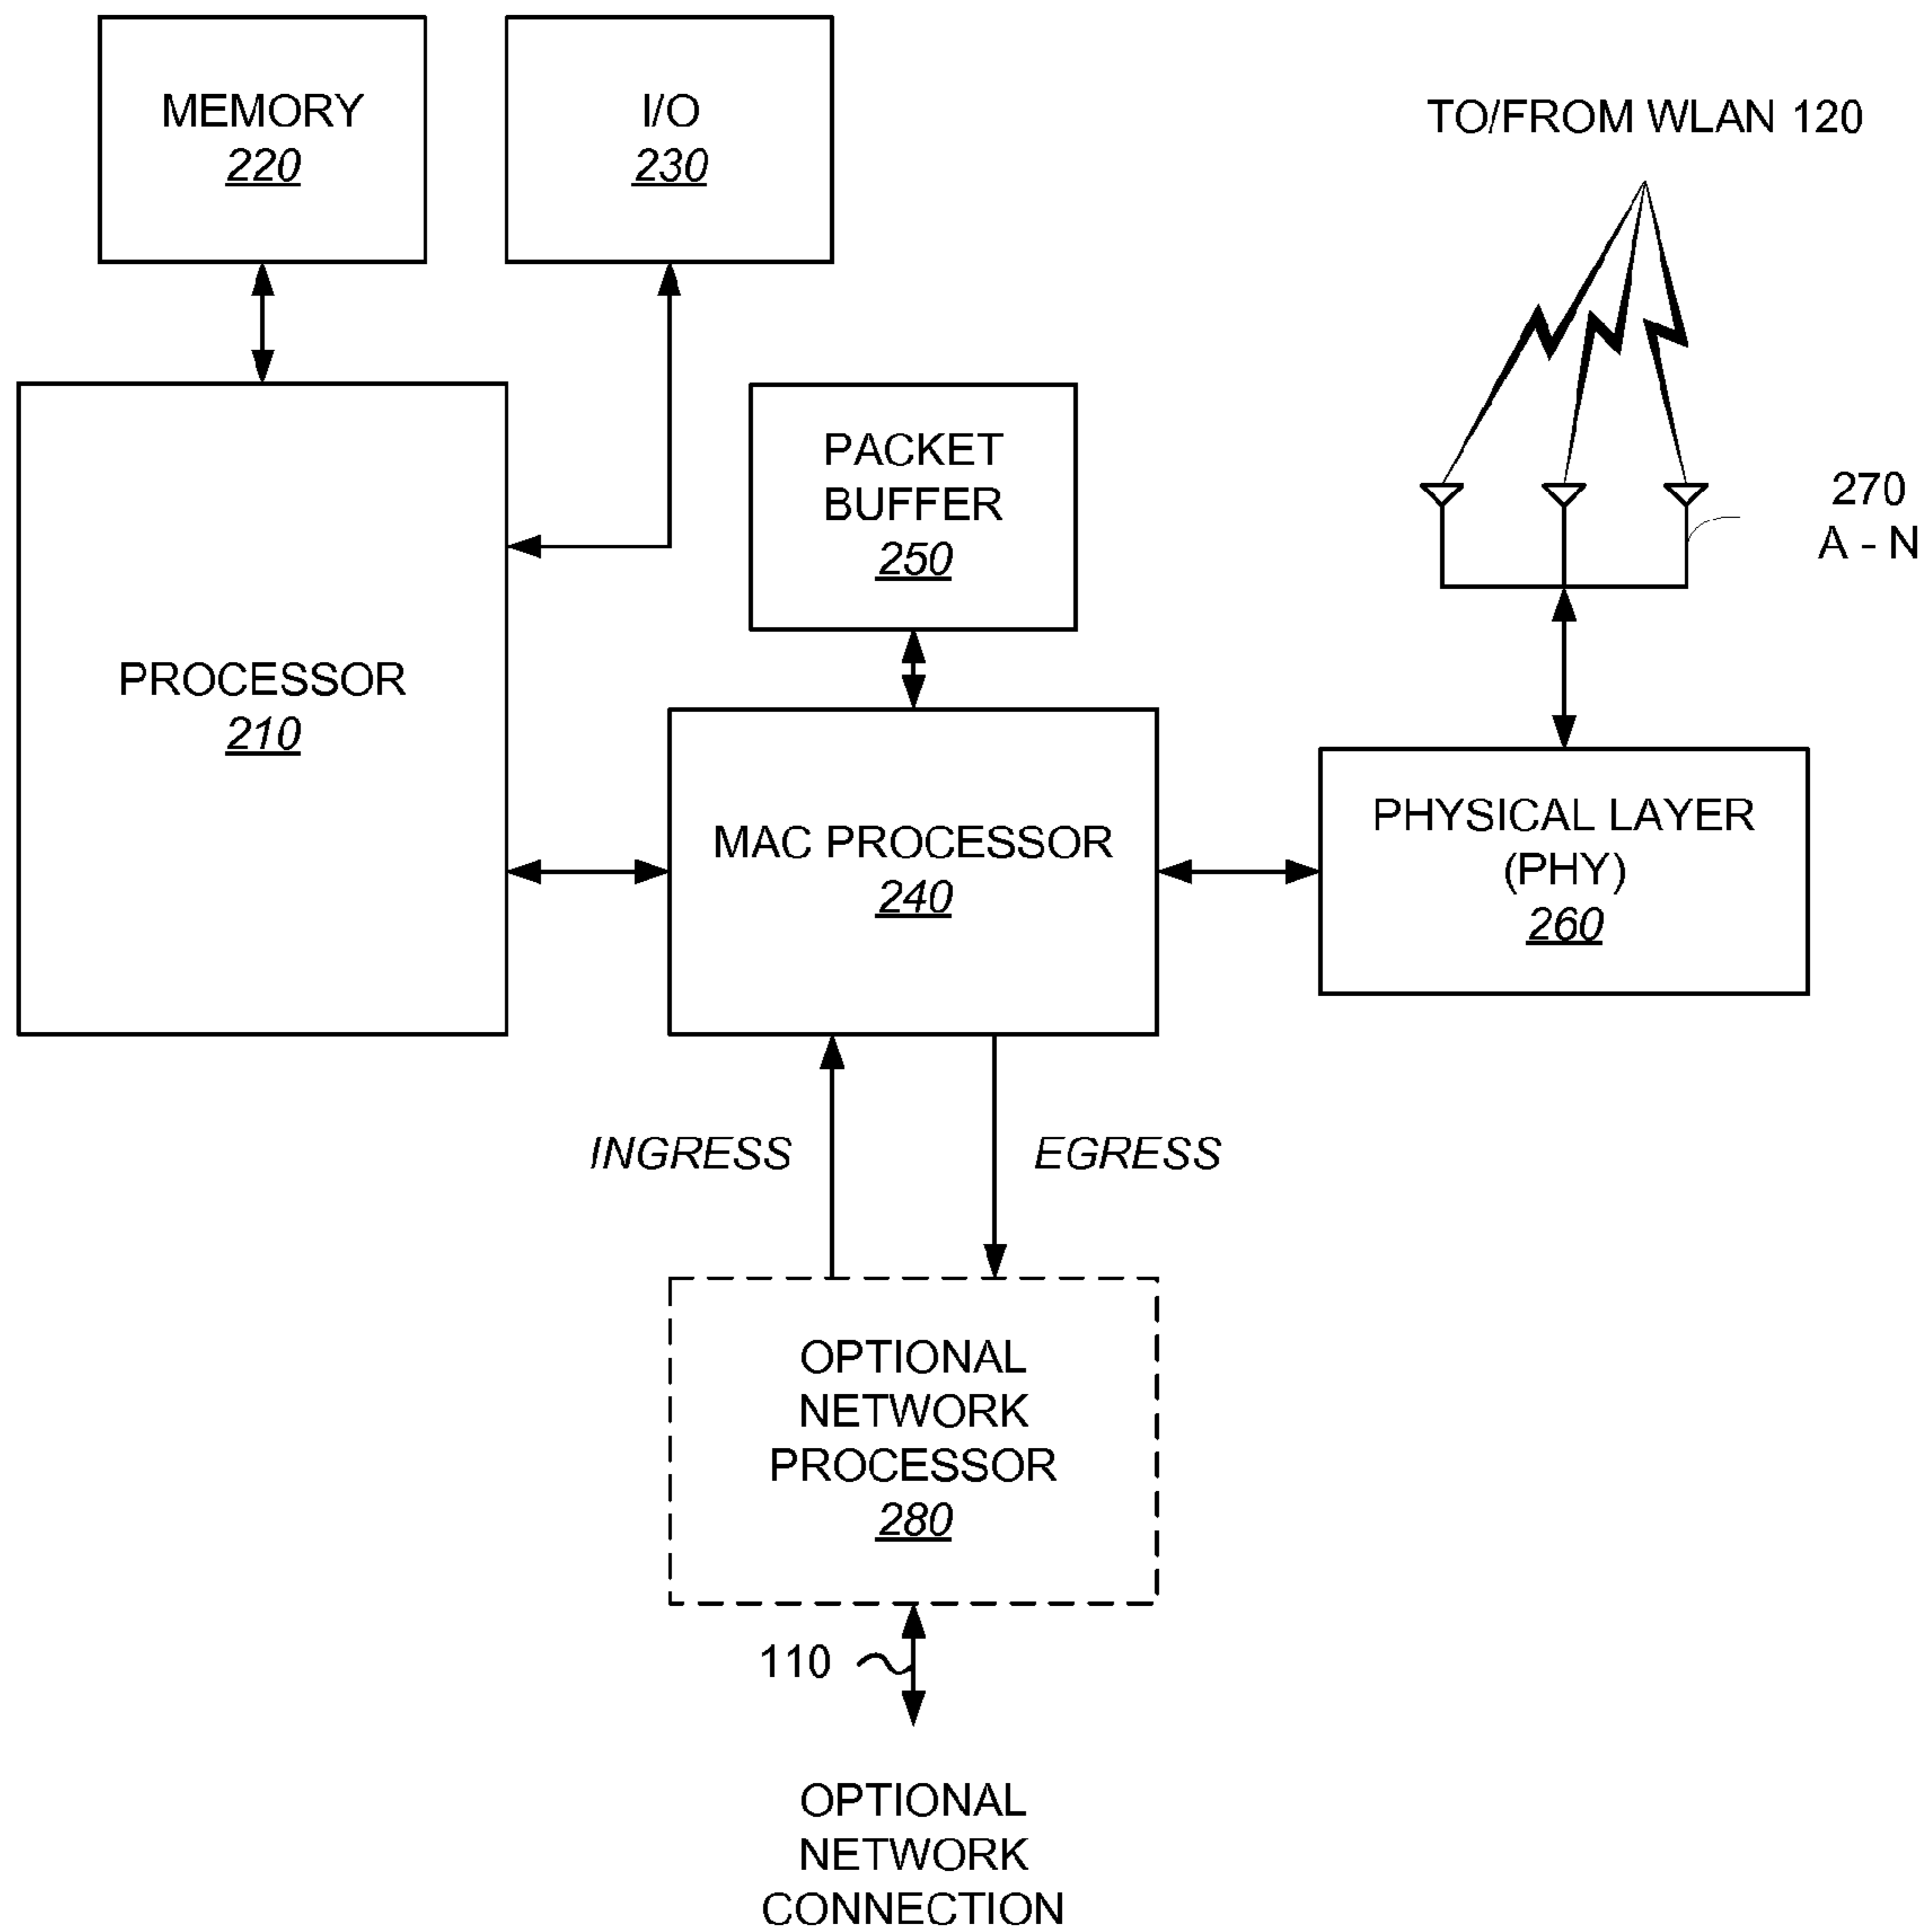 MEMORY
220
I/O
230
TO/FROM WLAN 120
PACKET
BUFFER
250
270
A - N
PROCESSOR
210
MAC PROCESSOR
240
PHYSICAL LAYER
(PHY)
260
INGRESS
EGRESS
OPTIONAL
NETWORK
PROCESSOR
280
110
OPTIONAL
NETWORK
CONNECTION